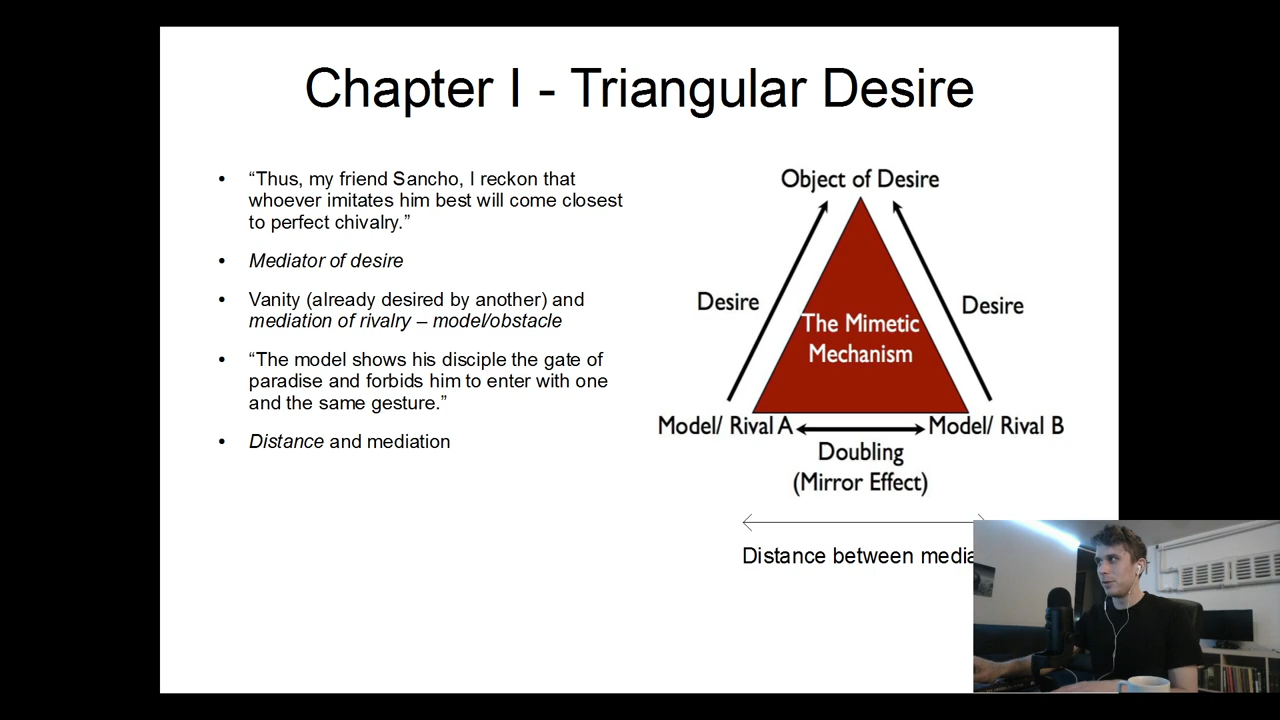 Chapter I - Triangular Desire
• “Thus, my friend Sancho, I reckon that
whoever imitates him best will come closest
to perfect chivalry.”
• Mediator of desire
• Vanity (already desired by another) and
mediation of rivalry – model/obstacle
• “The model shows his disciple the gate of
paradise and forbids him to enter with one
and the same gesture.”
• Distance and mediation
Object of Desire
Desire
Desire
The Mimetic
Mechanism
Model/ Rival A
Model/ Rival B
Doubling
(Mirror Effect)
Distance between